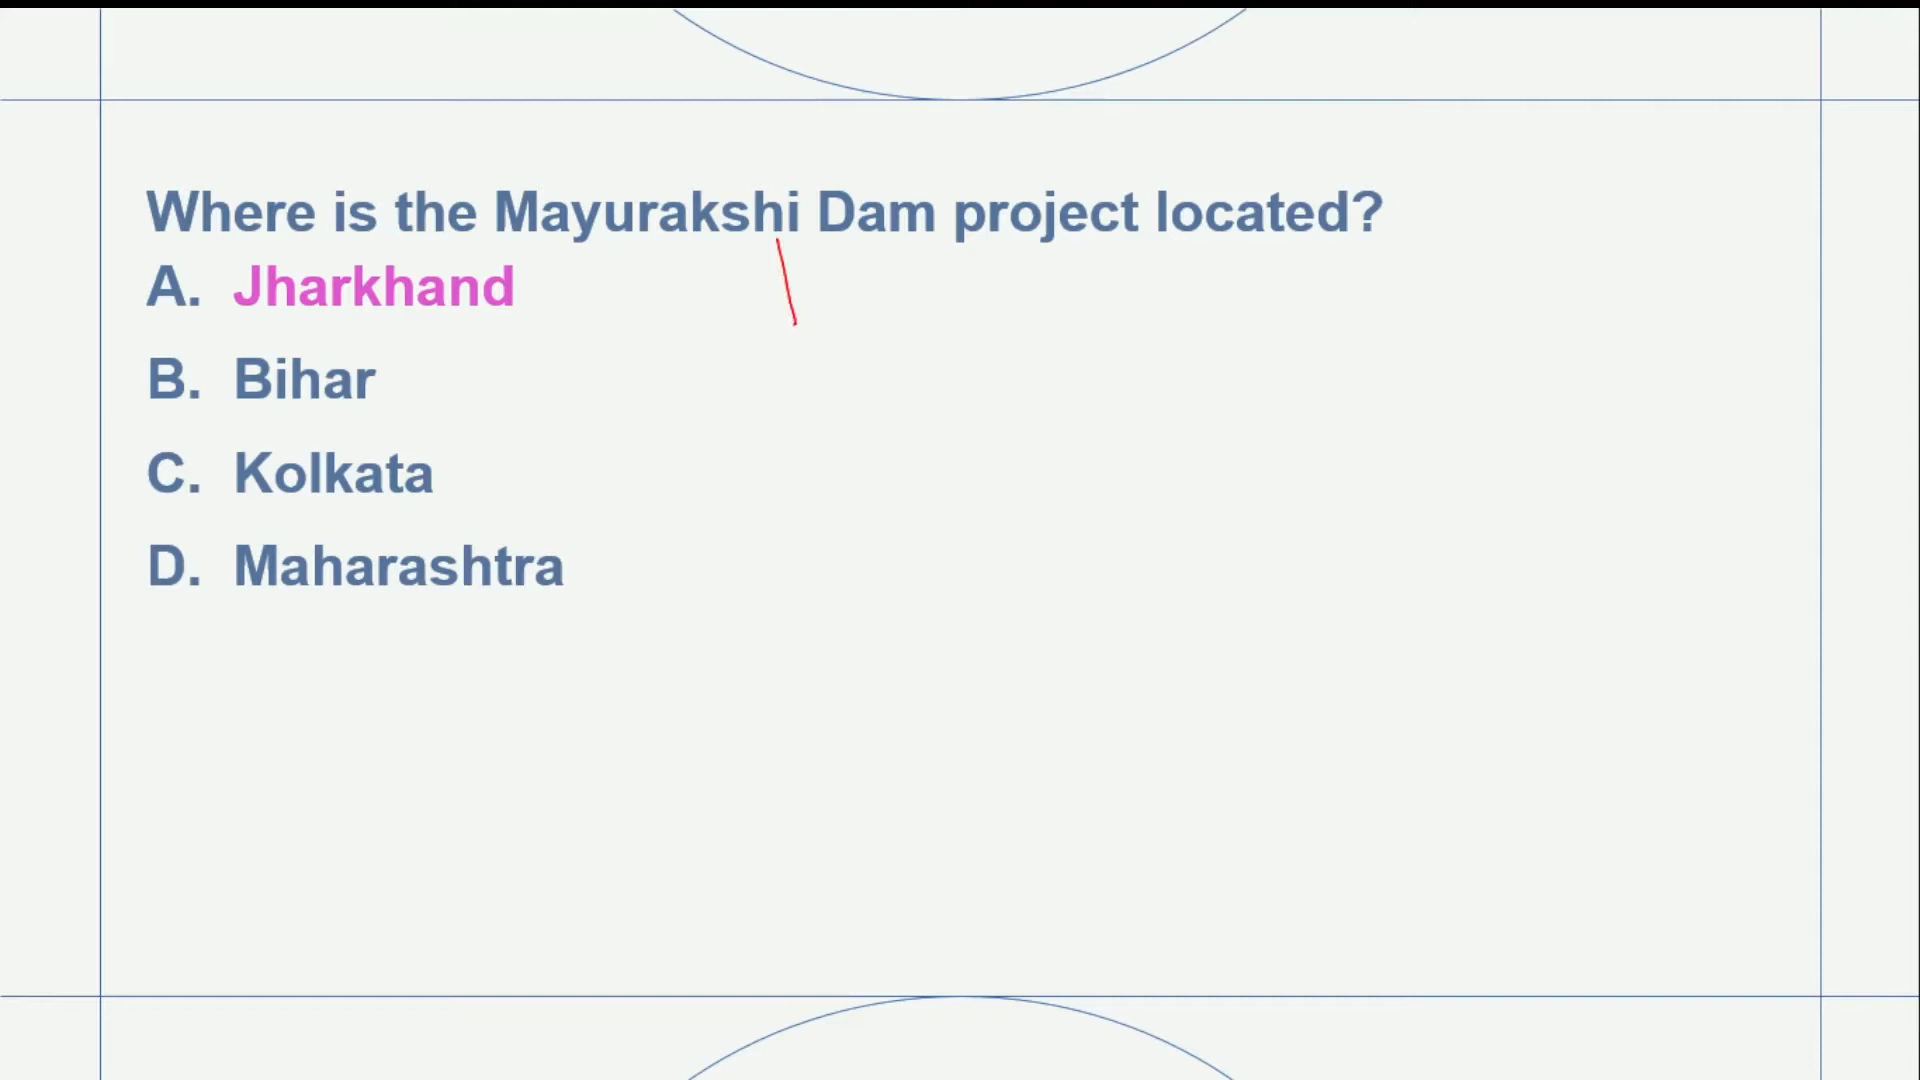 Where is the Mayurakshi Dam project located?
A. Jharkhand
B. Bihar
C. Kolkata
D. Maharashtra